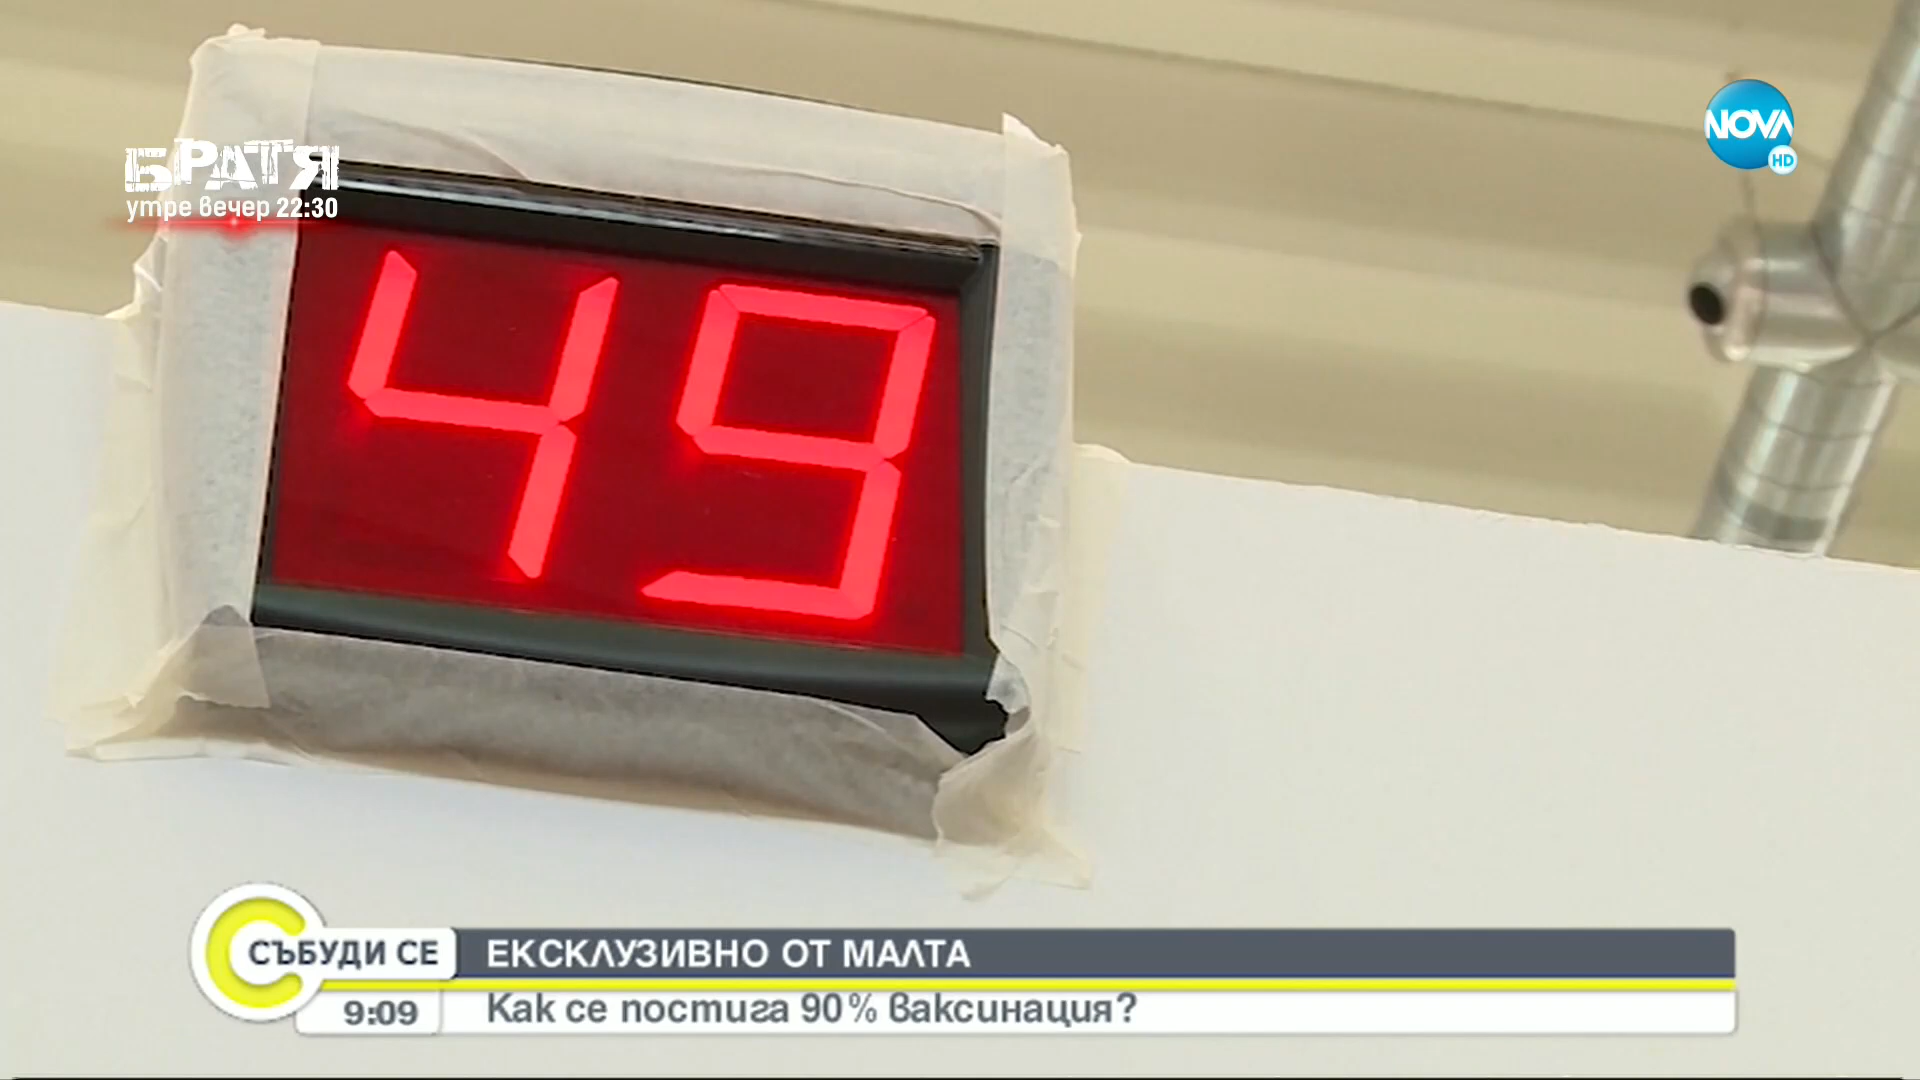 БРАТЯ
утре вечер 22:30
NOVA
HD
49
СЪБУДИ СЕ
ЕКСКЛУЗИВНО ОТ МАЛТА
9:09
Как се постига 90% ваксинация?